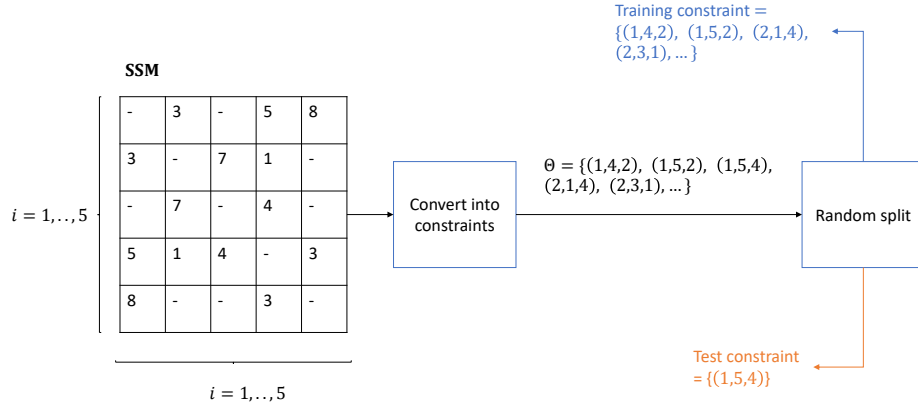 Training constraint =
{(1,4,2), (1,5,2), (2,1,4),
(2,3,1), … }
SSM
- 3 - 5 8
3 - 7 1 -
- 7 - 4 -
5 1 4 - 3
8 - - 3 -
i = 1,..,5
i = 1,..,5
Convert into
constraints
Θ = {(1,4,2), (1,5,2), (1,5,4),
(2,1,4), (2,3,1), … }
Random split
Test constraint
= {(1,5,4)}